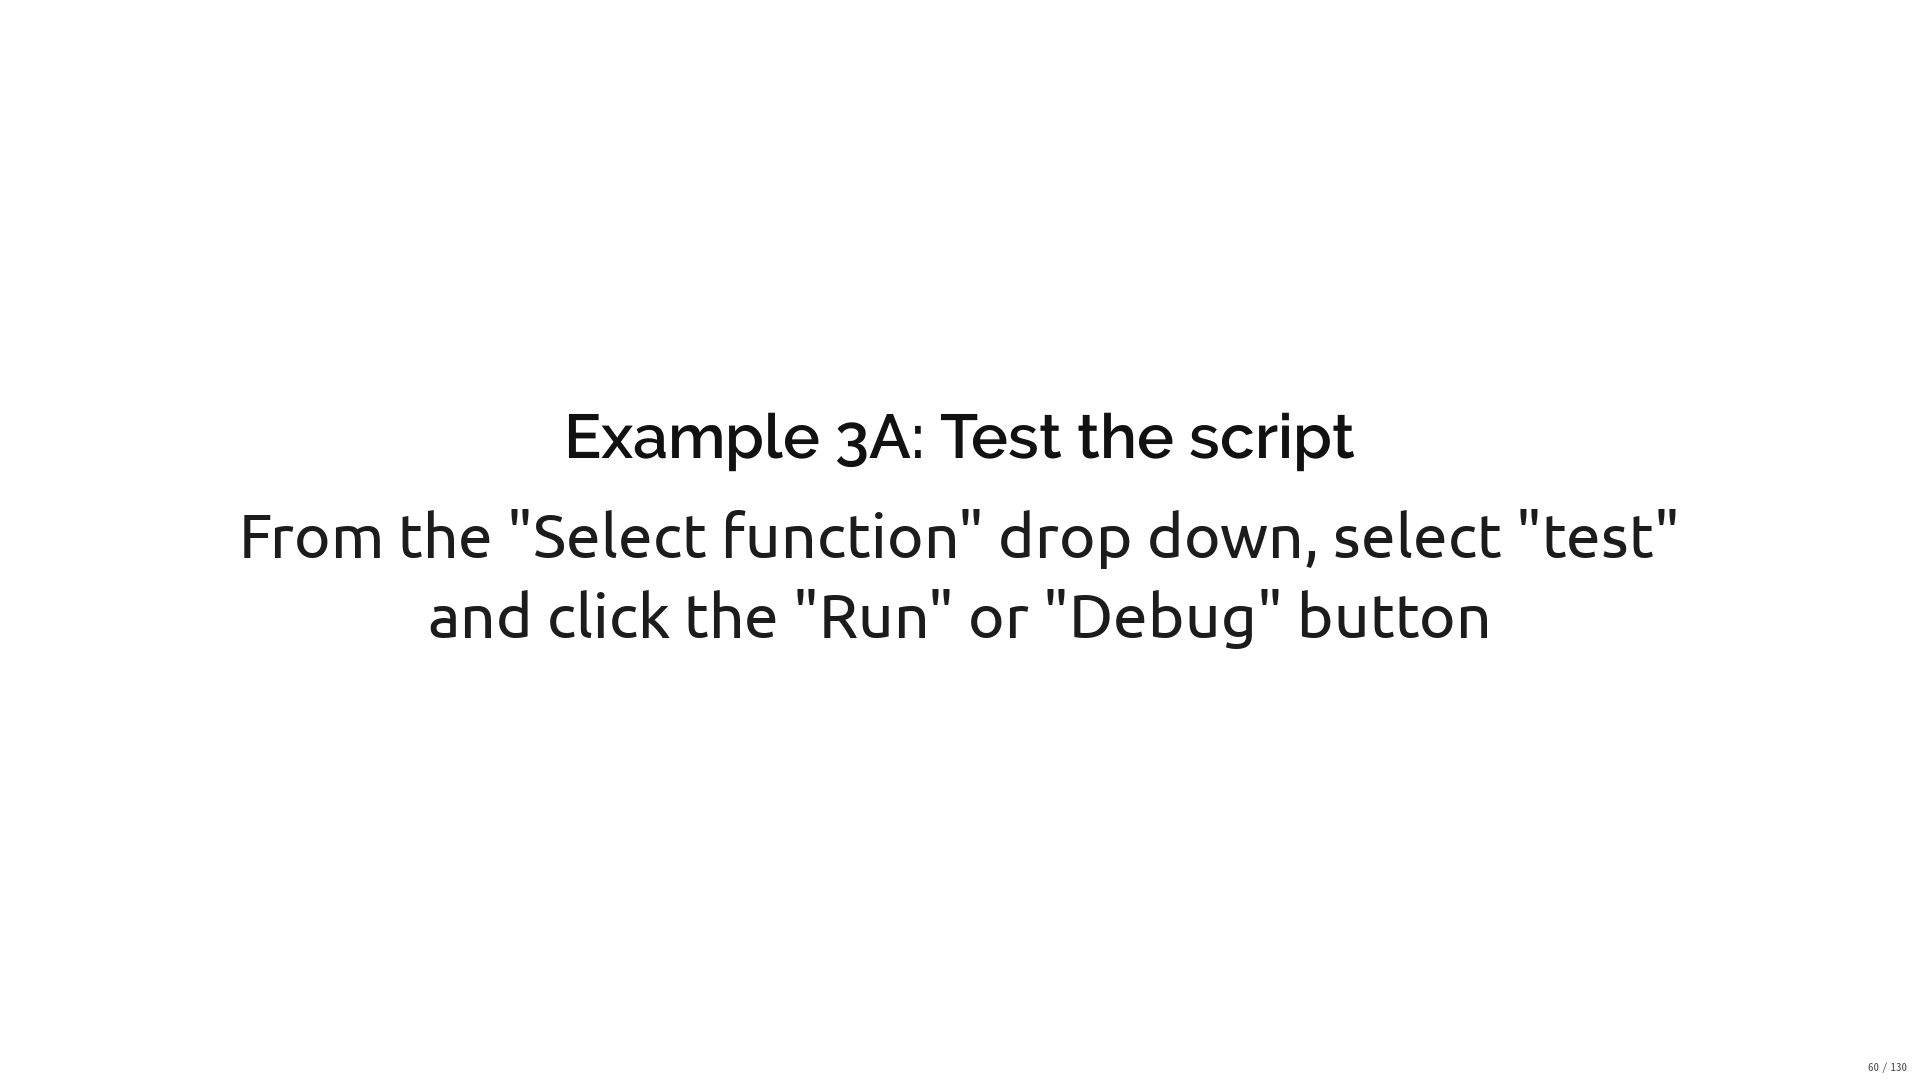 Example 3A: Test the script
From the "Select function" drop down, select "test"
and click the "Run" or "Debug" button
60 / 130